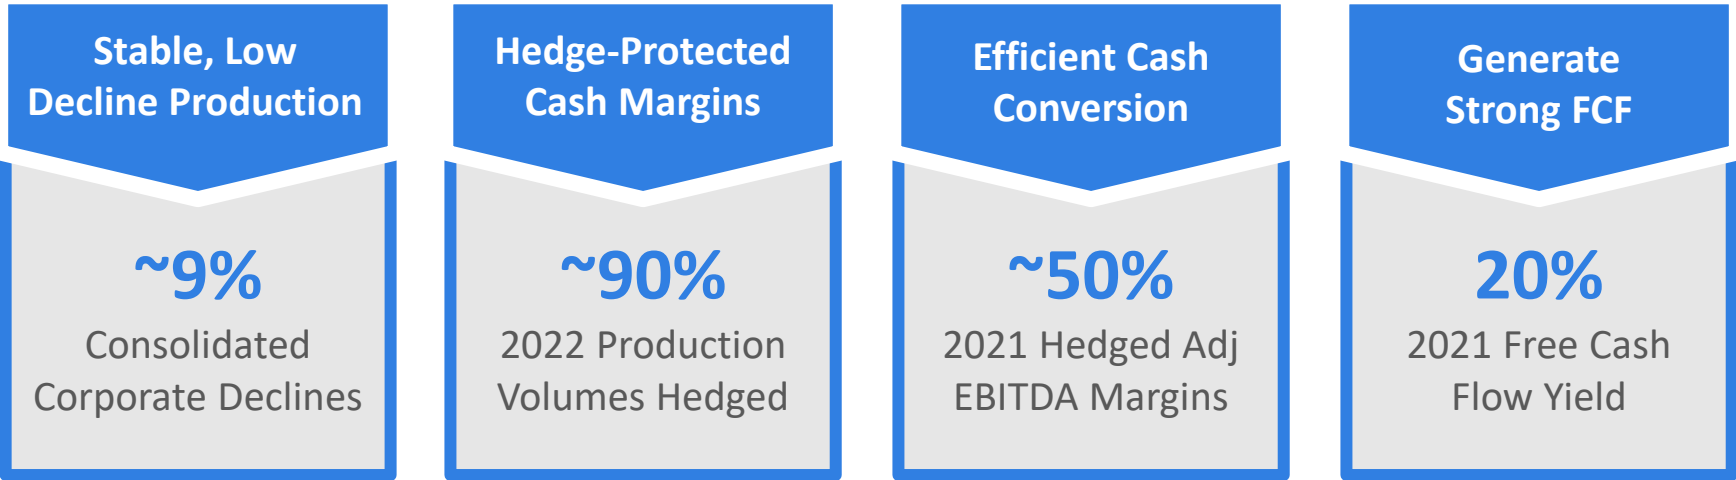 Stable, Low
Decline Production
~9%
Consolidated
Corporate Declines
Hedge-Protected
Cash Margins
~90%
2022 Production
Volumes Hedged
Efficient Cash
Conversion
~50%
2021 Hedged Adj
EBITDA Margins
Generate
Strong FCF
20%
2021 Free Cash
Flow Yield